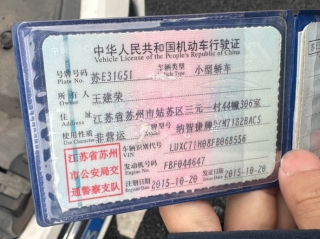 中华人民共和国机动车行驶证
Vehicle License of the People's Republic of China
号牌号码 苏E31G5I 车辆类型 小型轿车
Plate No. Vehicle Type
所有人 王建荣
Owner
住址 江苏省苏州市姑苏区三元一村44幢306室
使用性质 非营运 品牌型号 纳智捷牌DYM7182BACS
Use Character
江苏省苏州 车辆识别代号 LUXC71H08FB068556
VIN
市公安局交 发动机号码 FBF044647
Engine No.
通警察支队 注册日期 2015-10-20 发证日期 2015-10-20
Register Date Issue Date